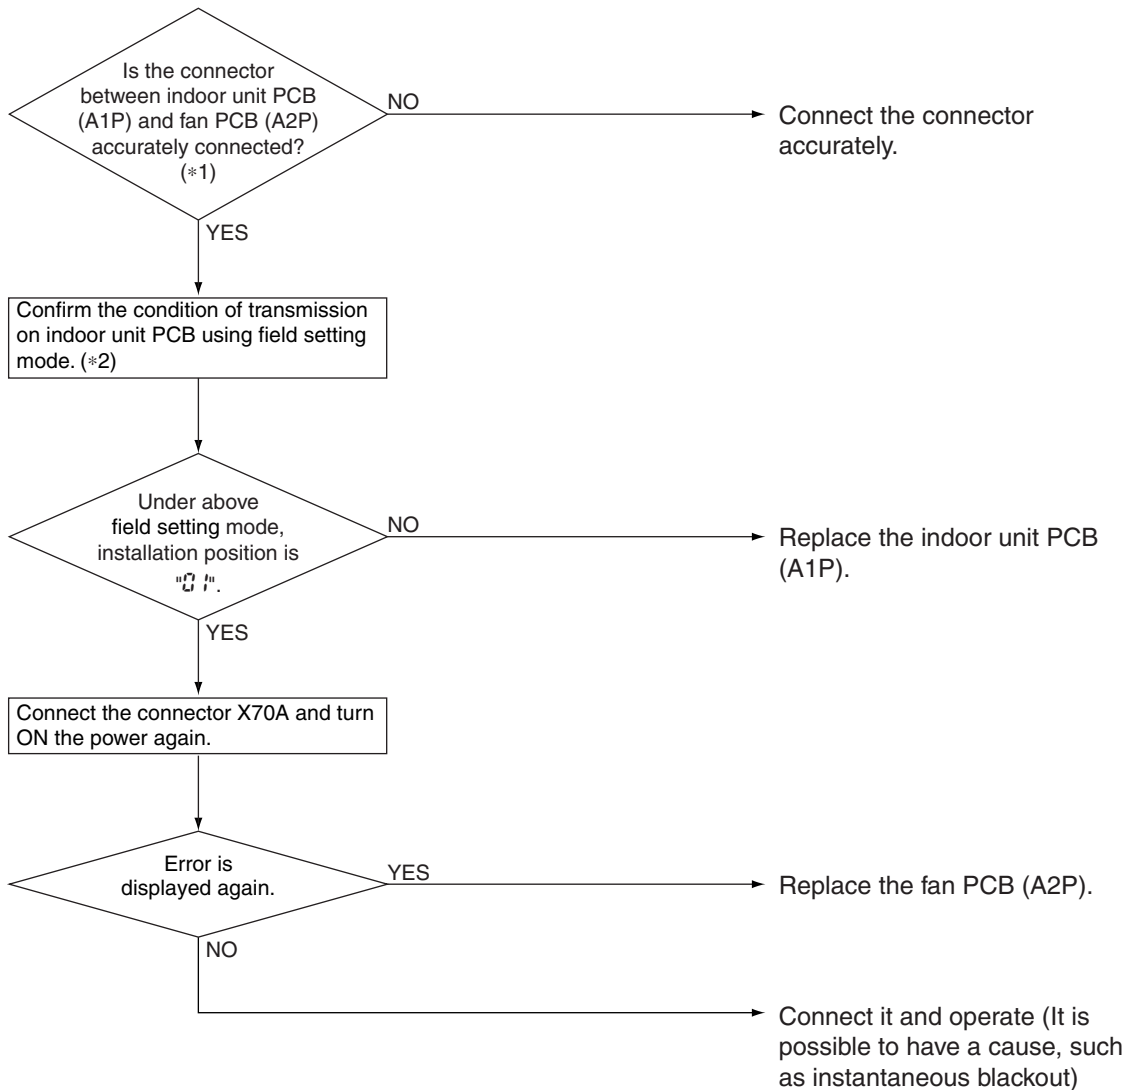 Is the connector
between indoor unit PCB
(A1P) and fan PCB (A2P)
accurately connected?
(*1)
NO
Connect the connector
accurately.
YES
Confirm the condition of transmission
on indoor unit PCB using field setting
mode. (*2)
Under above
field setting mode,
installation position is
"01".
NO
Replace the indoor unit PCB
(A1P).
YES
Connect the connector X70A and turn
ON the power again.
Error is
displayed again.
YES
Replace the fan PCB (A2P).
NO
Connect it and operate (It is
possible to have a cause, such
as instantaneous blackout)